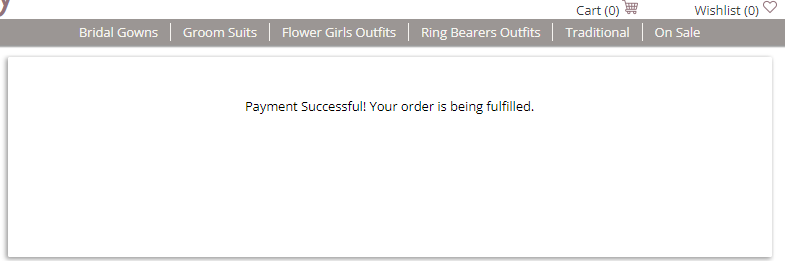 Cart (0) Wishlist (0)
Bridal Gowns Groom Suits Flower Girls Outfits Ring Bearers Outfits Traditional On Sale
Payment Successful! Your order is being fulfilled.